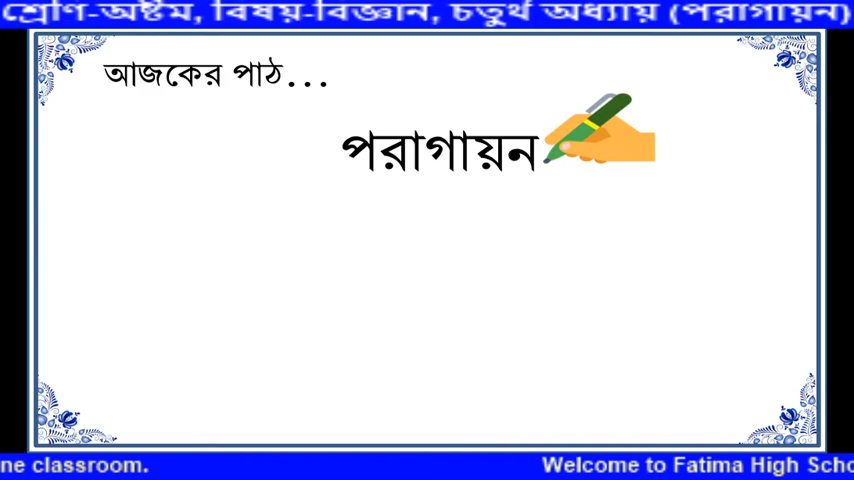 শ্রেণি-অষ্টম, বিষয়-বিজ্ঞান, চতুর্থ অধ্যায় (পরাগায়ন)
আজকের পাঠ...
পরাগায়ন
classroom. Welcome to Fatima High